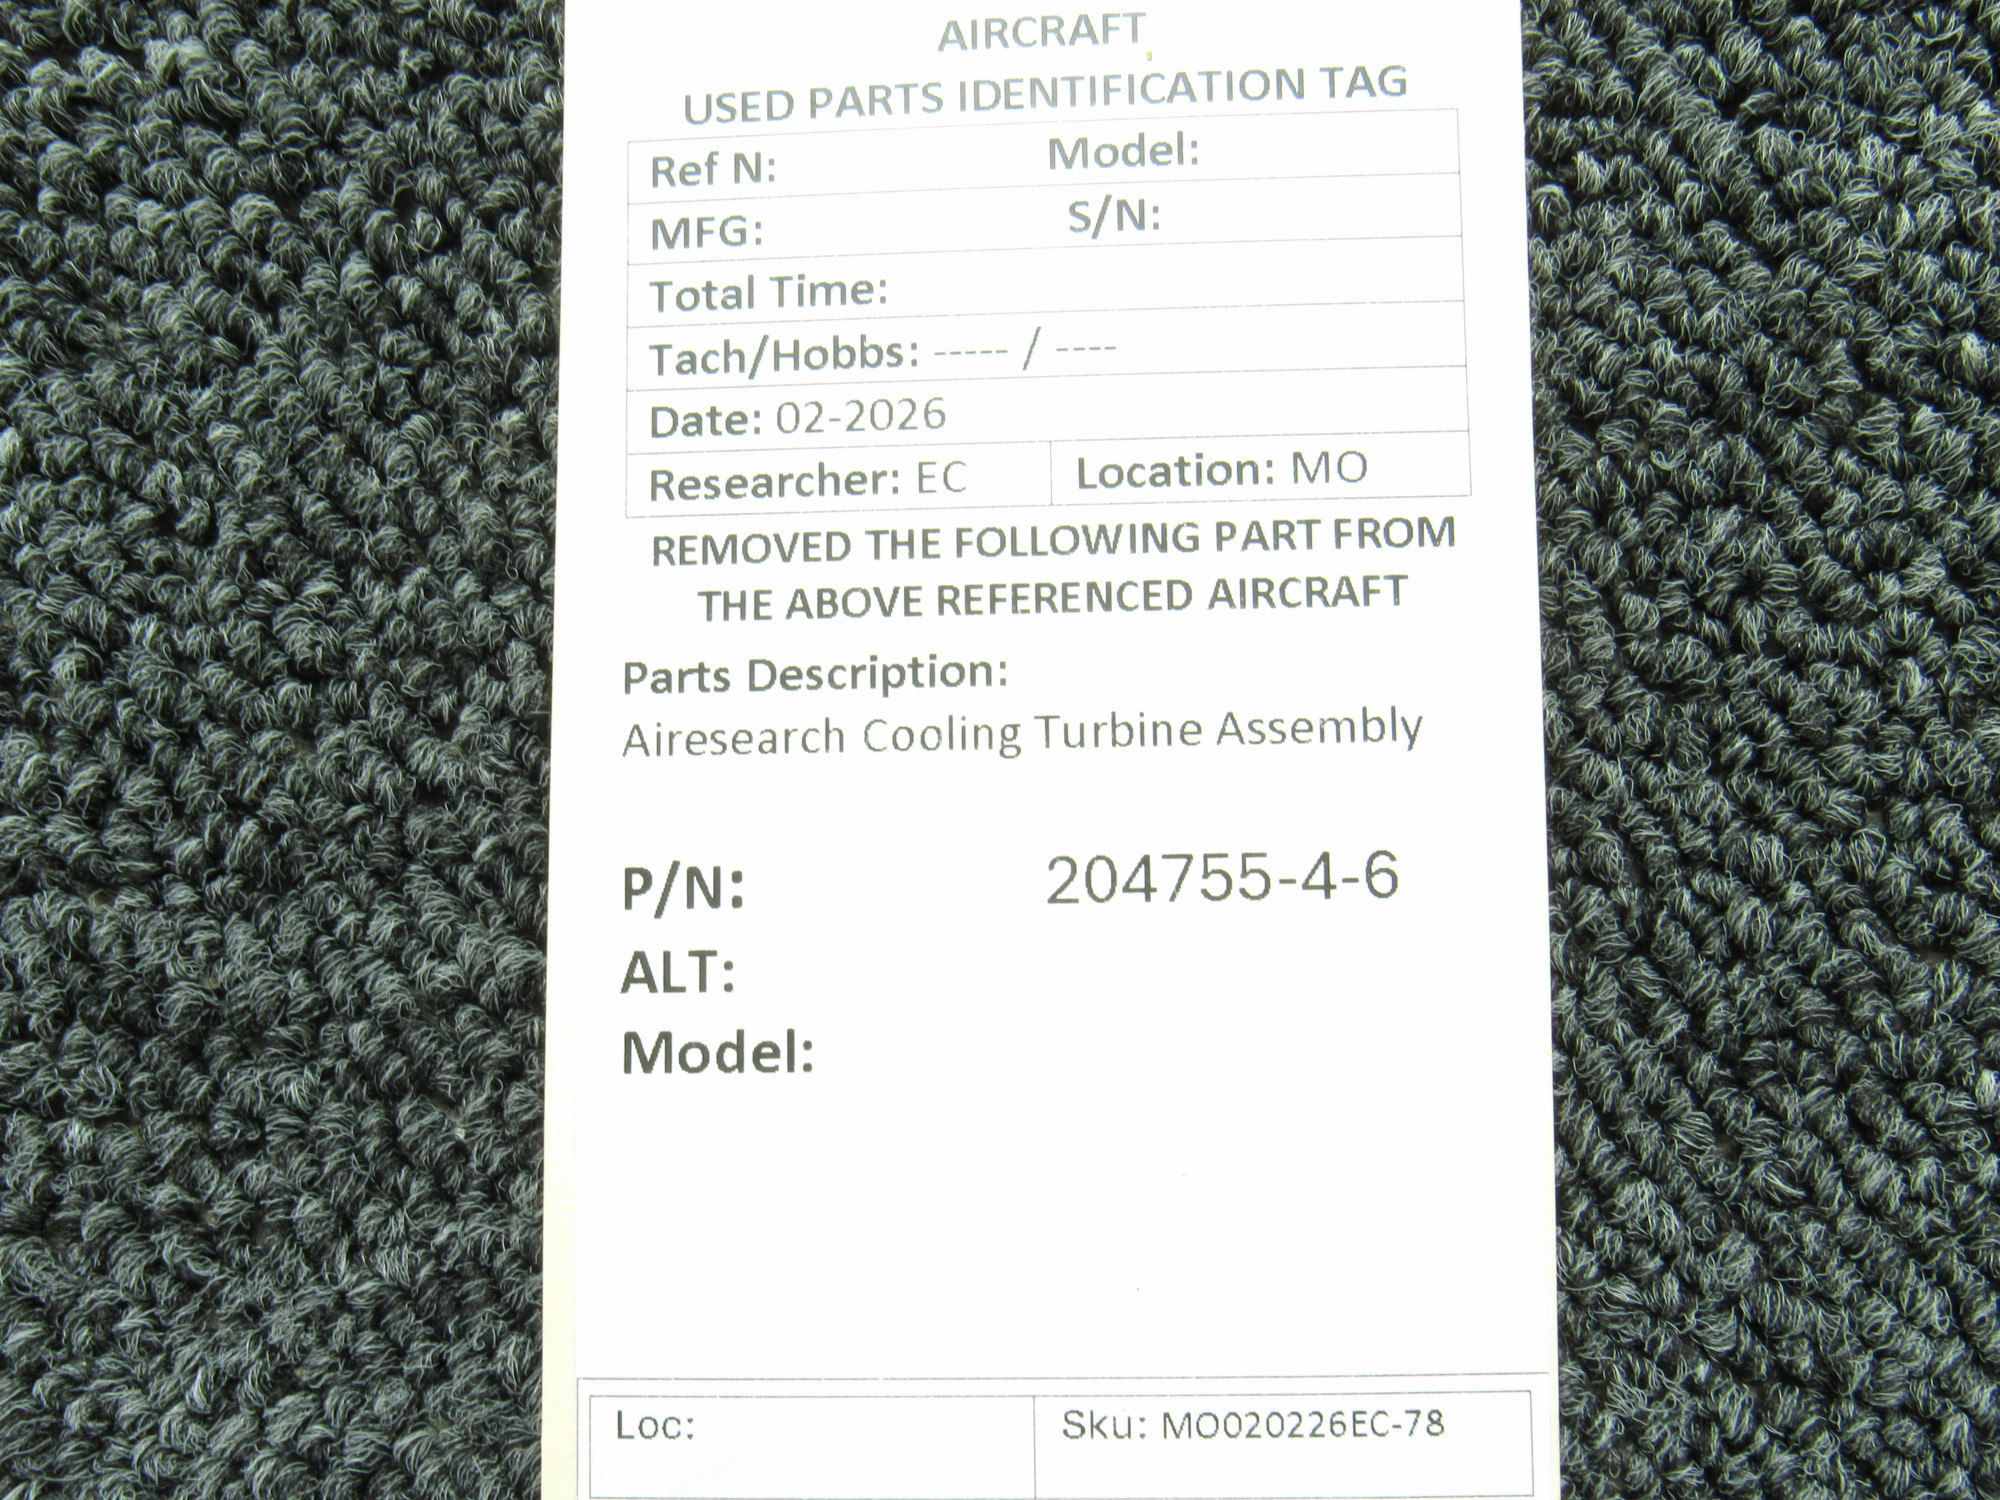 AIRCRAFT
USED PARTS IDENTIFICATION TAG
Ref N: Model:
MFG: S/N:
Total Time:
Tach/Hobbs: ----- / ----
Date: 02-2026
Researcher: EC Location: MO
REMOVED THE FOLLOWING PART FROM
THE ABOVE REFERENCED AIRCRAFT
Parts Description:
Airesearch Cooling Turbine Assembly
P/N: 204755-4-6
ALT:
Model:
Loc: Sku: MO020226EC-78